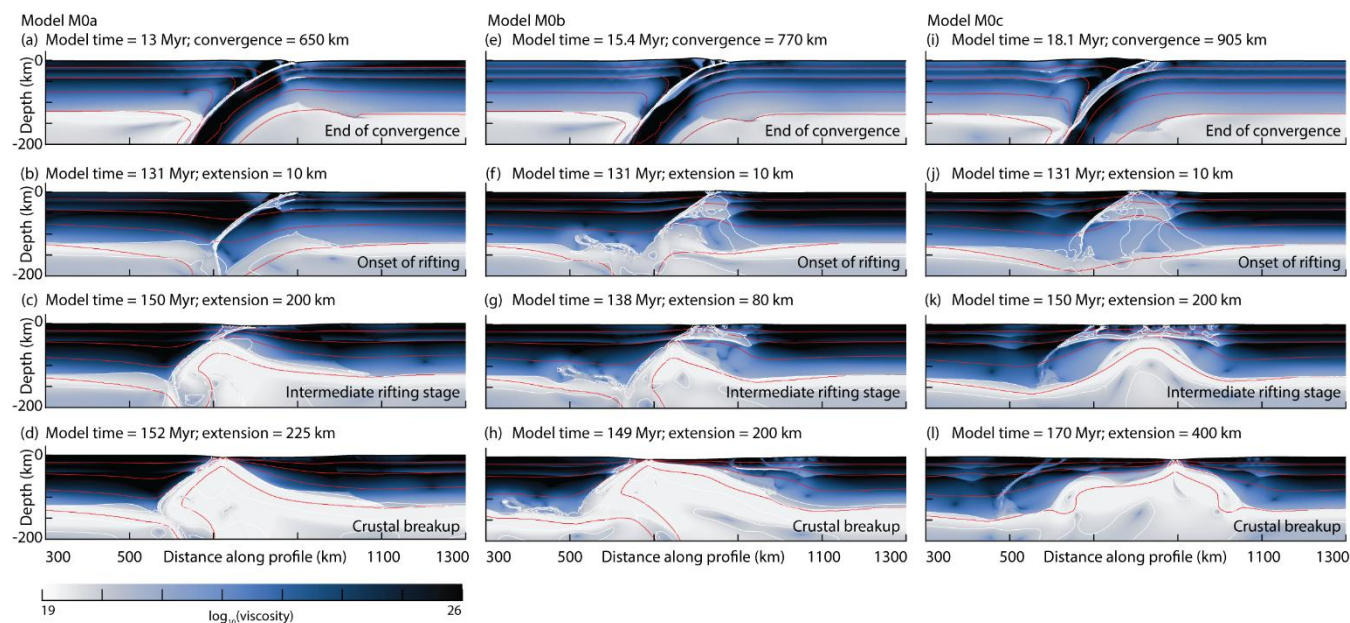 Model M0a
Model M0b
Model M0c
(a) Model time = 13 Myr; convergence = 650 km
(e) Model time = 15.4 Myr; convergence = 770 km
(i) Model time = 18.1 Myr; convergence = 905 km
0
-100
-200
Depth (km)
End of convergence
End of convergence
End of convergence
(b) Model time = 131 Myr; extension = 10 km
(f) Model time = 131 Myr; extension = 10 km
(j) Model time = 131 Myr; extension = 10 km
0
-100
-200
Depth (km)
Onset of rifting
Onset of rifting
Onset of rifting
(c) Model time = 150 Myr; extension = 200 km
(g) Model time = 138 Myr; extension = 80 km
(k) Model time = 150 Myr; extension = 200 km
0
-100
-200
Depth (km)
Intermediate rifting stage
Intermediate rifting stage
Intermediate rifting stage
(d) Model time = 152 Myr; extension = 225 km
(h) Model time = 149 Myr; extension = 200 km
(l) Model time = 170 Myr; extension = 400 km
0
-100
-200
Depth (km)
Crustal breakup
Crustal breakup
Crustal breakup
300 500 Distance along profile (km) 1100 1300
300 500 Distance along profile (km) 1100 1300
300 500 Distance along profile (km) 1100 1300
19 26
log₁₀(viscosity)